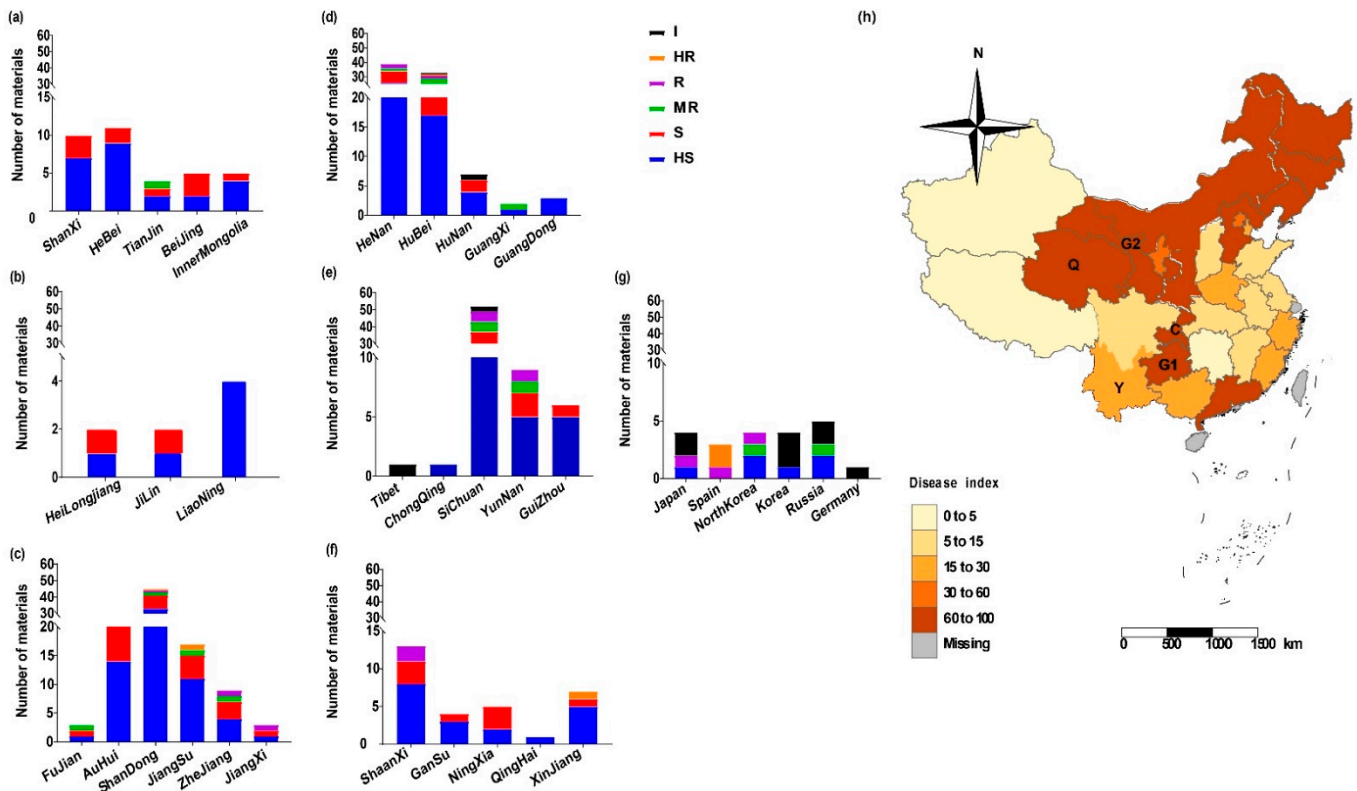 (a)
Number of materials
60
50
40
30
15
10
5
0
ShanXi
HeBei
TianJin
BeiJing
InnerMongolia
(b)
Number of materials
60
50
40
30
4
2
0
HeiLongjiang
JiLin
LiaoNing
(c)
Number of materials
60
50
40
30
20
15
10
5
0
FuJian
AuHui
ShanDong
JiangSu
ZheJiang
JiangXi
(d)
Number of materials
60
50
40
30
20
15
10
5
0
HeNan
HuBei
HuNan
GuangXi
GuangDong
(e)
Number of materials
60
50
40
30
10
5
0
Tibet
ChongQing
SiChuan
YunNan
GuiZhou
(f)
Number of materials
60
50
40
30
15
10
5
0
ShaanXi
GanSu
NingXia
QingHai
XinJiang
I
HR
R
MR
S
HS
(g)
Number of materials
60
50
40
30
10
5
0
Japan
Spain
NorthKorea
Korea
Russia
Germany
(h)
N
G2
Q
C
G1
Y
Disease index
0 to 5
5 to 15
15 to 30
30 to 60
60 to 100
Missing
0 500 1000 1500 km